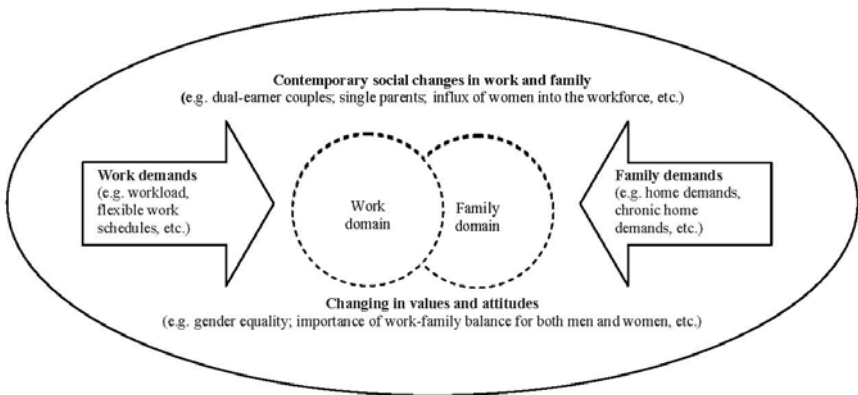 Contemporary social changes in work and family
(e.g. dual-earner couples; single parents; influx of women into the workforce, etc.)
Work demands
(e.g. workload,
flexible work
schedules, etc.)
Work
domain
Family
domain
Family demands
(e.g. home demands,
chronic home
demands, etc.)
Changing in values and attitudes
(e.g. gender equality; importance of work-family balance for both men and women, etc.)